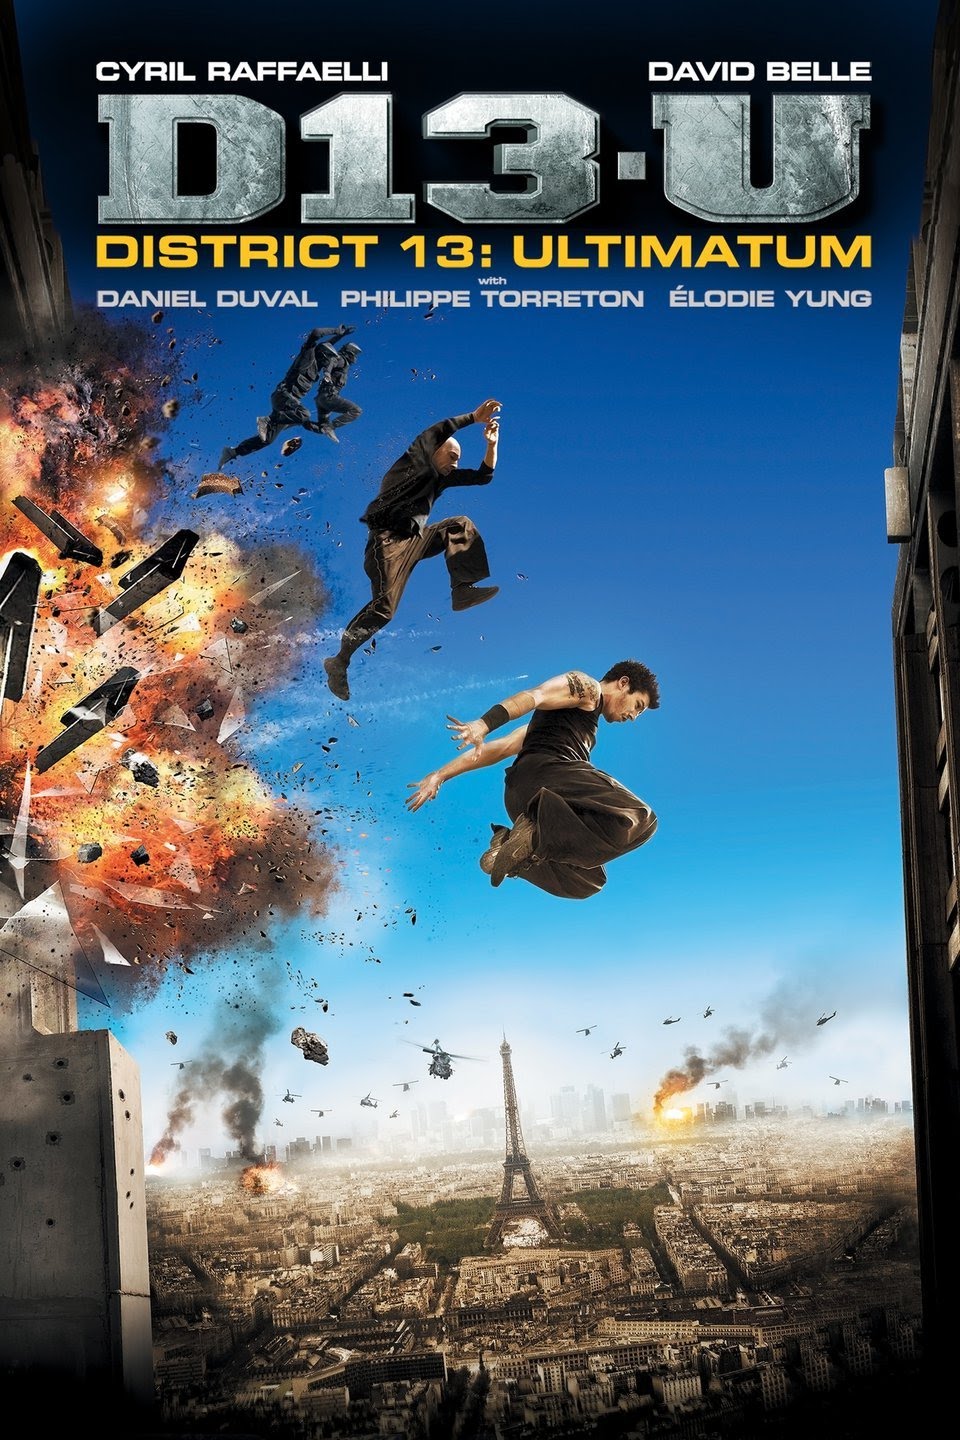 CYRIL RAFFAELLI DAVID BELLE
D13·U
DISTRICT 13: ULTIMATUM
with
DANIEL DUVAL PHILIPPE TORRETON ÉLODIE YUNG